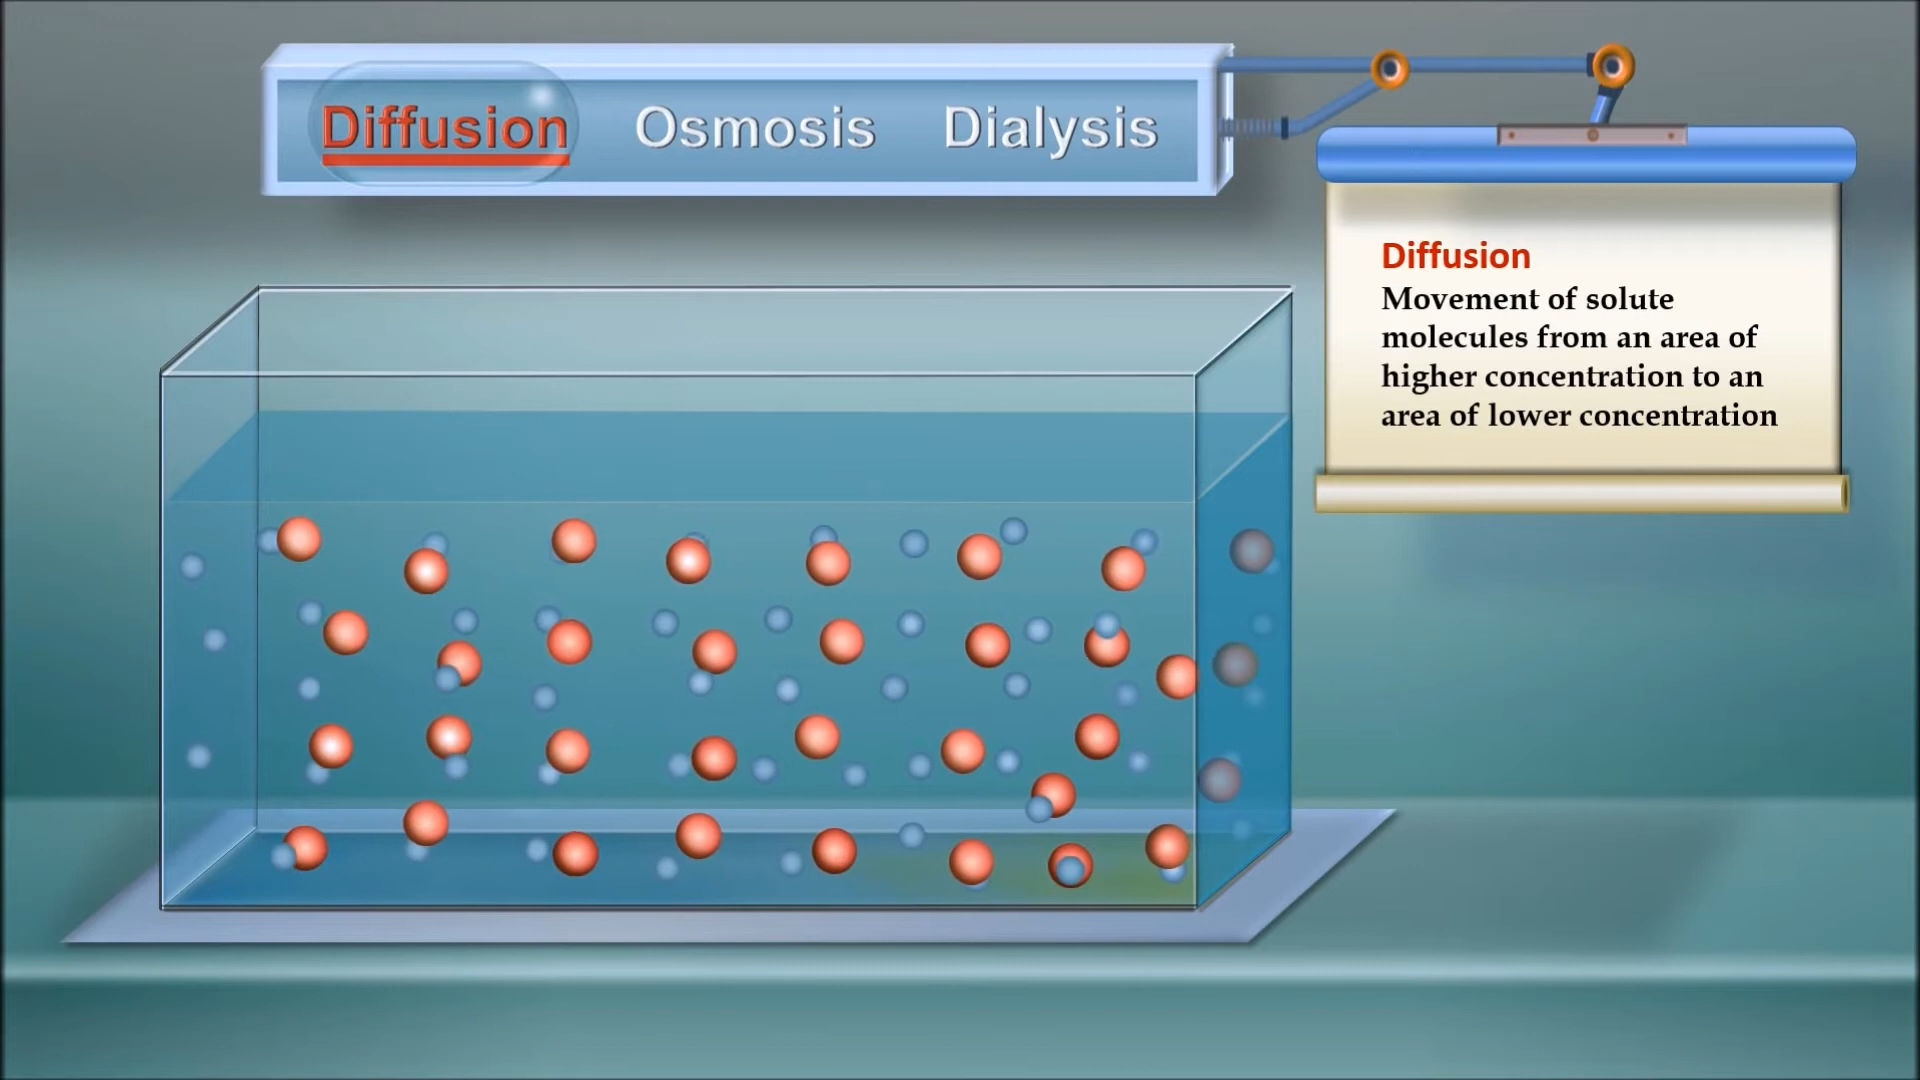 Diffusion Osmosis Dialysis
Diffusion
Movement of solute
molecules from an area of
higher concentration to an
area of lower concentration